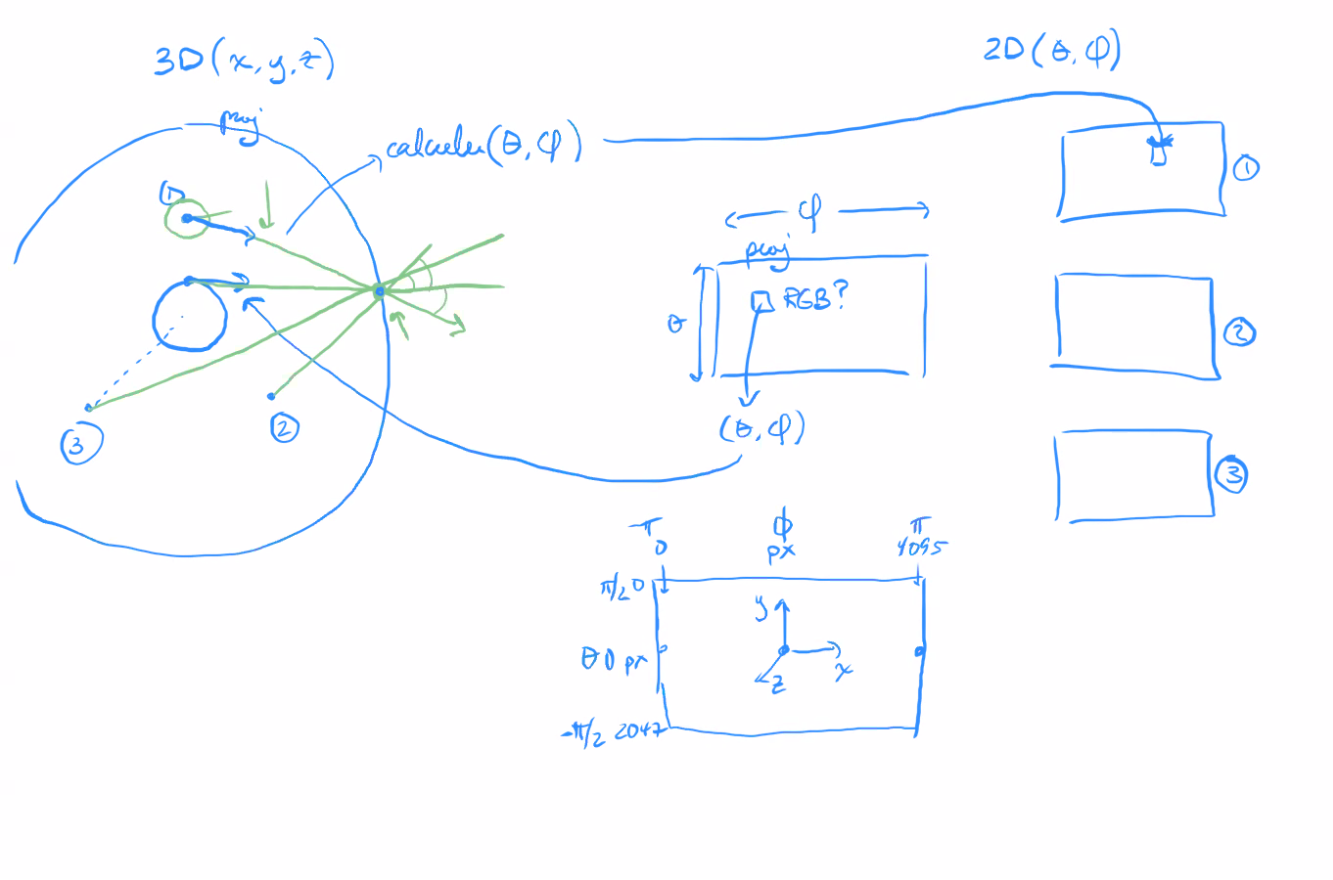 3D(x,y,z)
2D(θ,φ)
proj
calculer(θ,φ)
1
1
φ
proj
RGB?
θ
2
(θ,φ)
2
3
3
-π
0
φ
px
π
4095
π/2 0
y
θ 0 px
x
z
-π/2 2047